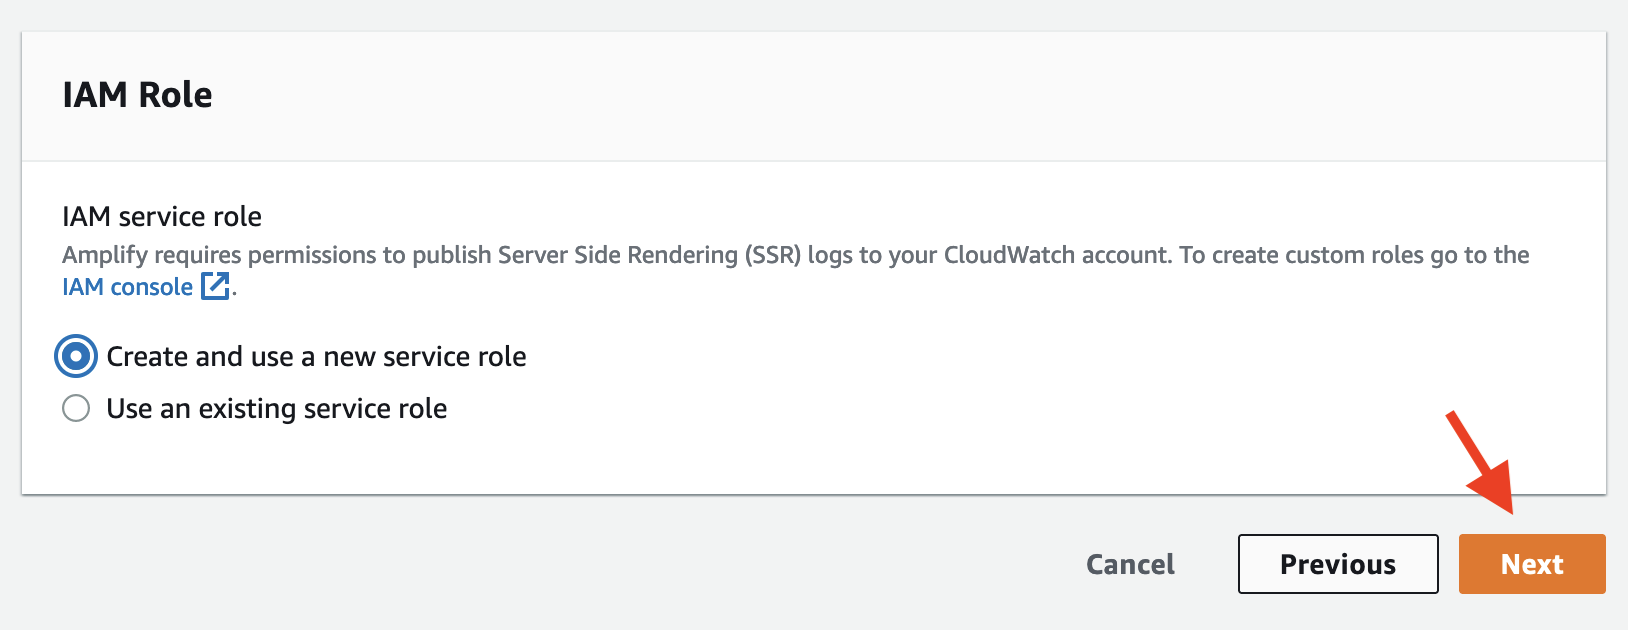 IAM Role
IAM service role
Amplify requires permissions to publish Server Side Rendering (SSR) logs to your CloudWatch account. To create custom roles go to the
IAM console.
Create and use a new service role
Use an existing service role
Cancel
Previous
Next